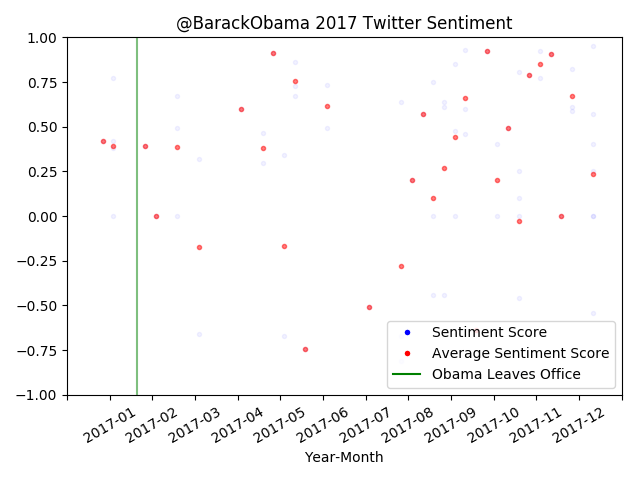 @BarackObama 2017 Twitter Sentiment
1.00
0.75
0.50
0.25
0.00
−0.25
−0.50
−0.75
−1.00
Sentiment Score
Average Sentiment Score
Obama Leaves Office
2017-01 2017-02 2017-03 2017-04 2017-05 2017-06 2017-07 2017-08 2017-09 2017-10 2017-11 2017-12
Year-Month